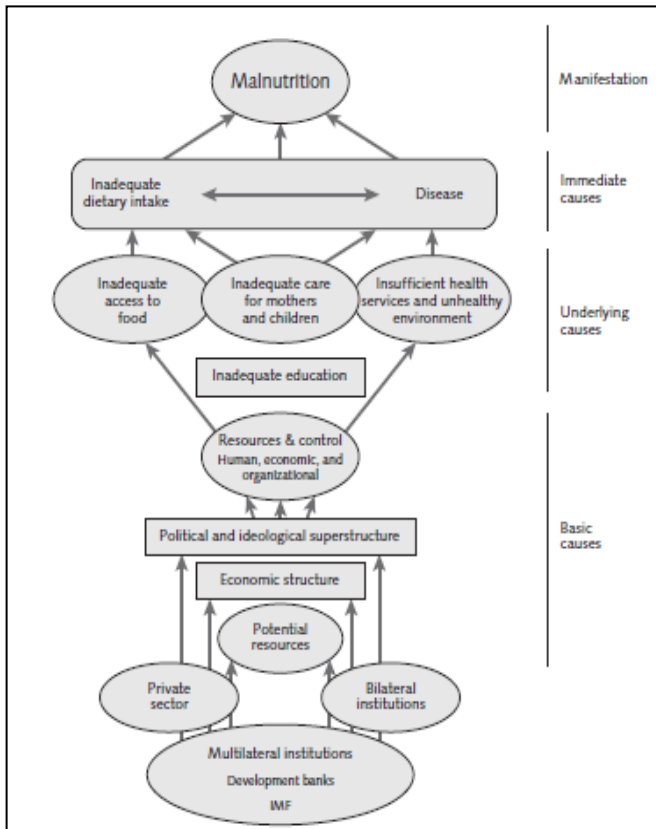 Malnutrition
Manifestation
Inadequate
dietary intake
Disease
Immediate
causes
Inadequate
access to
food
Inadequate care
for mothers
and children
Insufficient health
services and unhealthy
environment
Underlying
causes
Inadequate education
Resources & control
Human, economic, and
organizational
Political and ideological superstructure
Basic
causes
Economic structure
Potential
resources
Private
sector
Bilateral
institutions
Multilateral institutions
Development banks
IMF